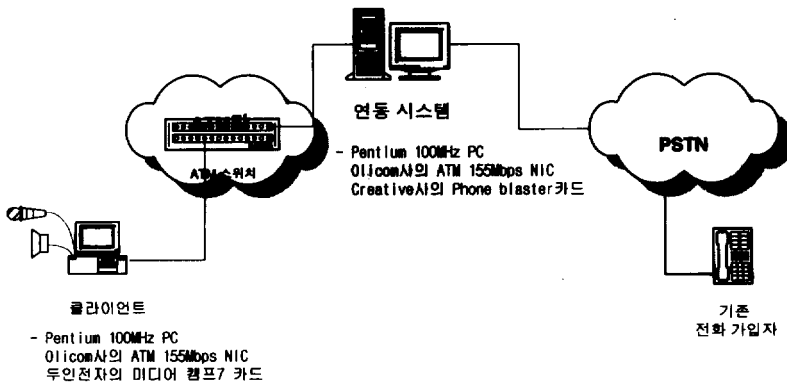 연동 시스템
- Pentium 100MHz PC
Olicom사의 ATM 155Mbps NIC
Creative사의 Phone blaster카드
PSTN
ATM 스위치
클라이언트
- Pentium 100MHz PC
Olicom사의 ATM 155Mbps NIC
두인전자의 미디어 캠프7 카드
기존
전화 가입자